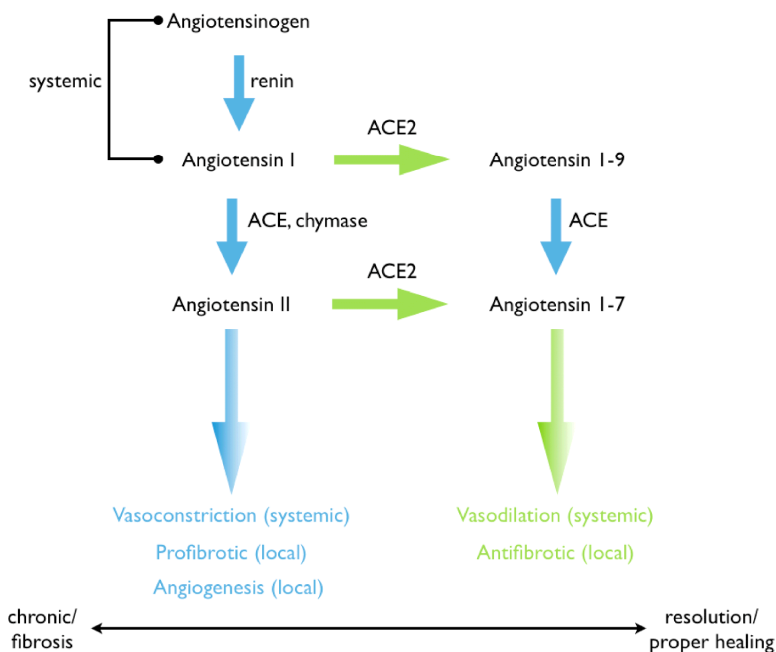 Angiotensinogen
systemic
renin
ACE2
Angiotensin I
Angiotensin 1-9
ACE, chymase
ACE
ACE2
Angiotensin II
Angiotensin 1-7
Vasoconstriction (systemic)
Vasodilation (systemic)
Profibrotic (local)
Antifibrotic (local)
Angiogenesis (local)
chronic/
fibrosis
resolution/
proper healing